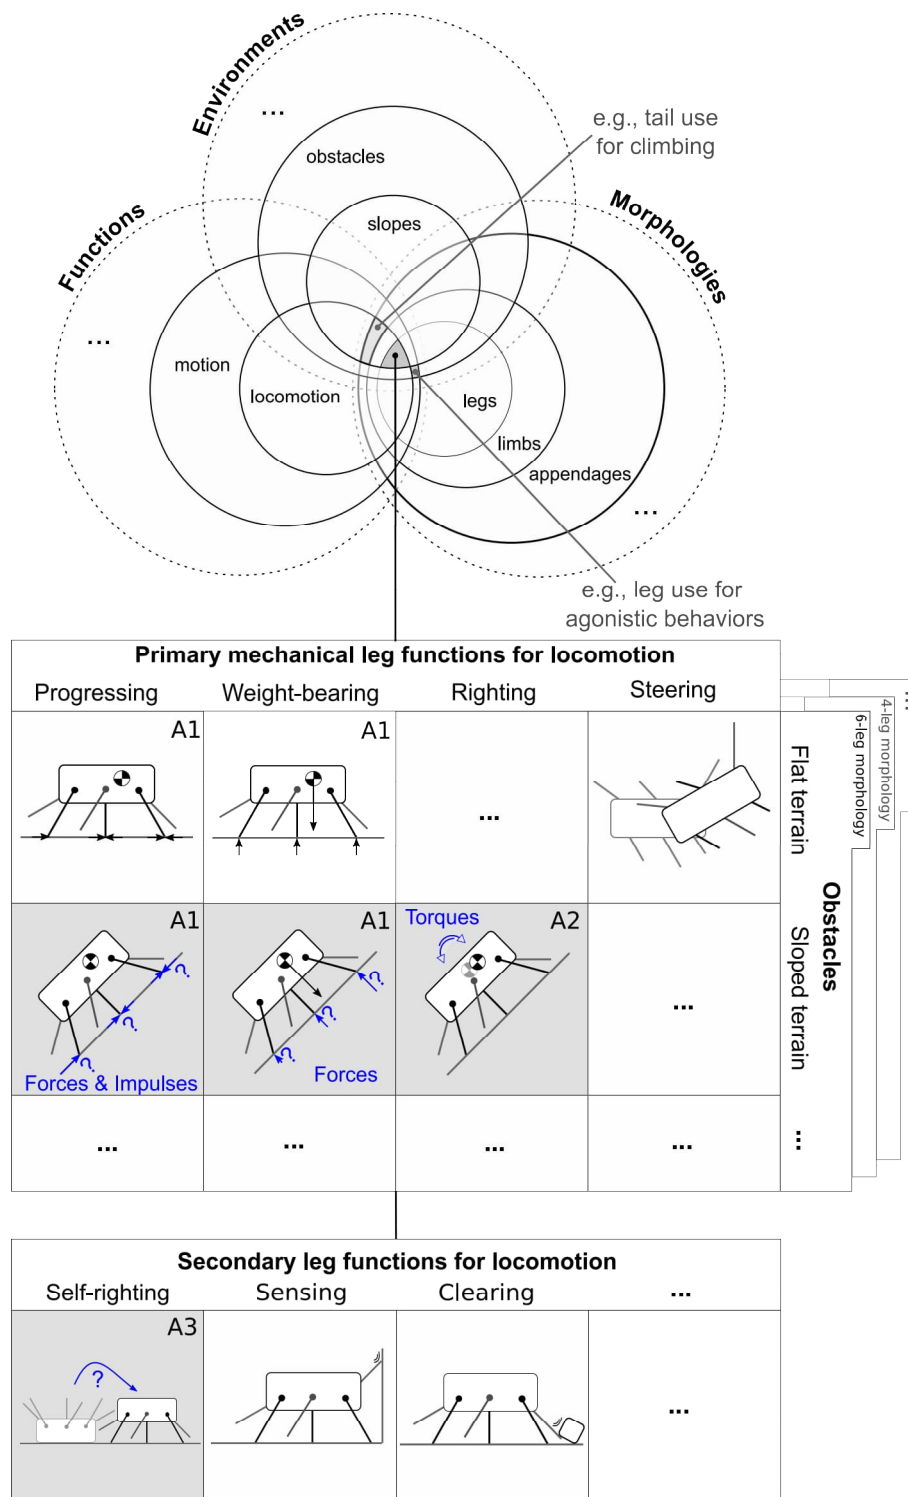 Environments
...
e.g., tail use
for climbing
obstacles
Morphologies
Functions
slopes
...
motion
locomotion
legs
limbs
appendages
...
e.g., leg use for
agonistic behaviors
Primary mechanical leg functions for locomotion
Progressing Weight-bearing Righting Steering
...
A1 A1
4-leg morphology
6-leg morphology
Flat terrain
...
Obstacles
A1 A1 Torques A2
Sloped terrain
? ? ?
? ?
...
Forces & Impulses Forces
... ... ... ... ...
Secondary leg functions for locomotion
Self-righting Sensing Clearing ...
A3
?
...